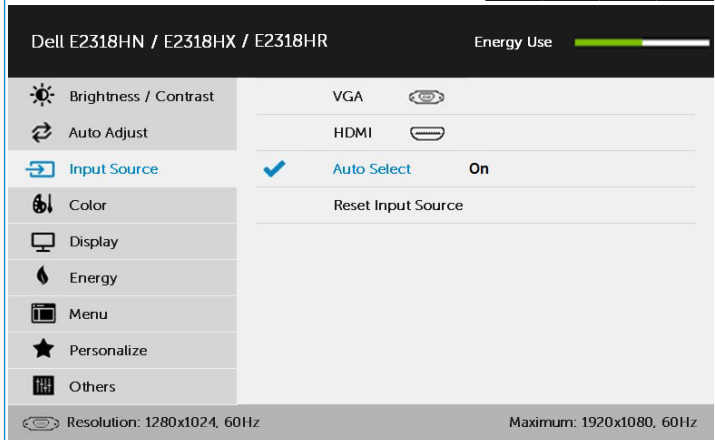 Dell E2318HN / E2318HX / E2318HR Energy Use
Brightness / Contrast VGA
Auto Adjust HDMI
Input Source Auto Select On
Color Reset Input Source
Display
Energy
Menu
Personalize
Others
Resolution: 1280x1024, 60Hz Maximum: 1920x1080, 60Hz